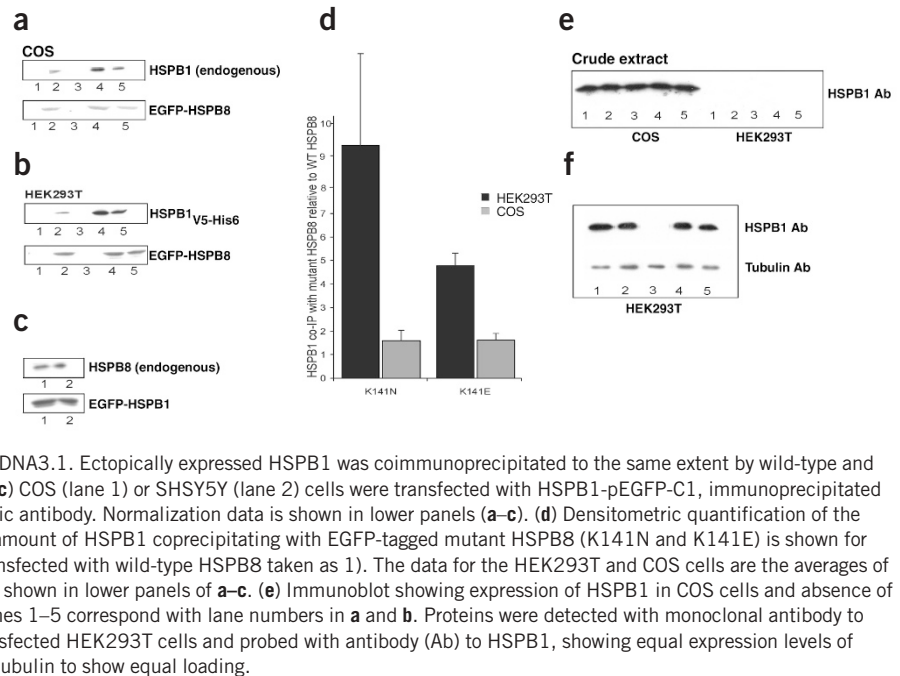 a
COS
HSPB1 (endogenous)
1 2 3 4 5
EGFP-HSPB8
1 2 3 4 5
b
HEK293T
HSPB1V5-His6
1 2 3 4 5
EGFP-HSPB8
1 2 3 4 5
c
HSPB8 (endogenous)
1 2
EGFP-HSPB1
1 2
d
HSPB1 co-IP with mutant HSPB8 relative to WT HSPB8
10
9
8
7
6
5
4
3
2
1
0
HEK293T
COS
K141N K141E
e
Crude extract
HSPB1 Ab
1 2 3 4 5 1 2 3 4 5
COS HEK293T
f
HSPB1 Ab
Tubulin Ab
1 2 3 4 5
HEK293T
DNA3.1. Ectopically expressed HSPB1 was coimmunoprecipitated to the same extent by wild-type and
c) COS (lane 1) or SHSY5Y (lane 2) cells were transfected with HSPB1-pEGFP-C1, immunoprecipitated
ic antibody. Normalization data is shown in lower panels (a–c). (d) Densitometric quantification of the
amount of HSPB1 coprecipitating with EGFP-tagged mutant HSPB8 (K141N and K141E) is shown for
nsfected with wild-type HSPB8 taken as 1). The data for the HEK293T and COS cells are the averages of
shown in lower panels of a–c. (e) Immunoblot showing expression of HSPB1 in COS cells and absence of
nes 1–5 correspond with lane numbers in a and b. Proteins were detected with monoclonal antibody to
sfected HEK293T cells and probed with antibody (Ab) to HSPB1, showing equal expression levels of
tubulin to show equal loading.